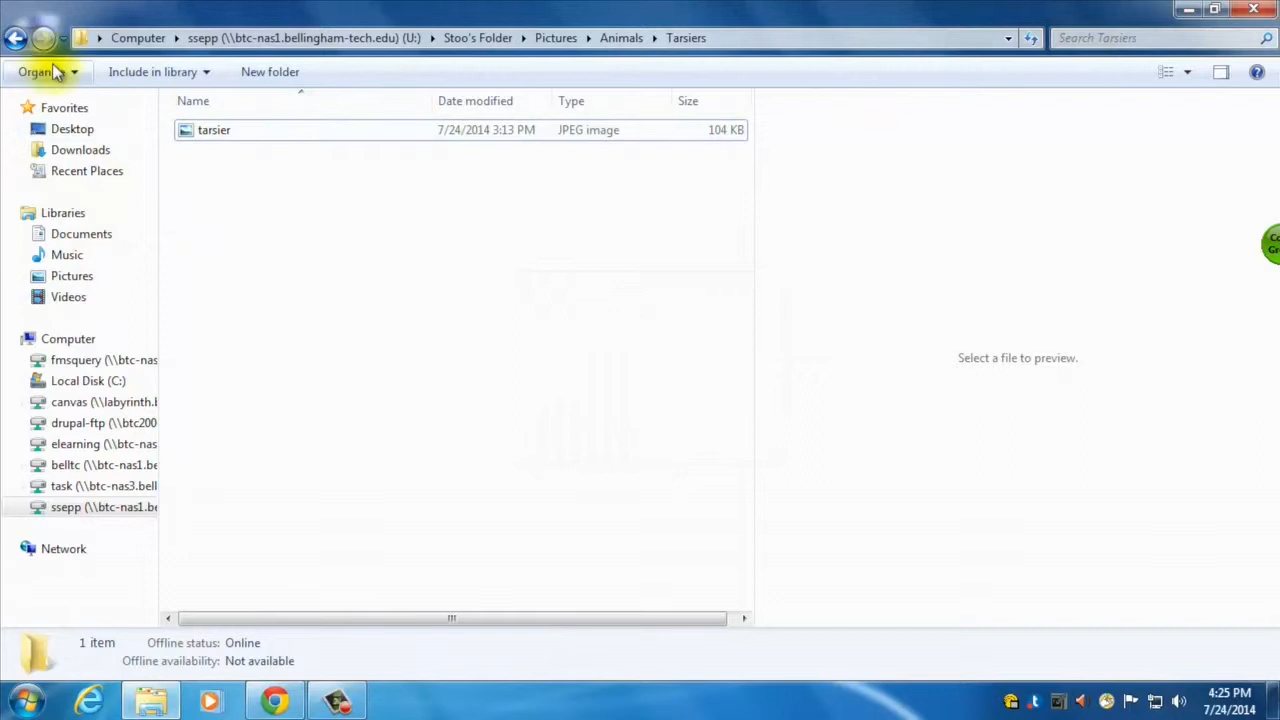 Computer ssepp (\\btc-nas1.bellingham-tech.edu) (U:) Stoo's Folder Pictures Animals Tarsiers Search Tarsiers
Include in library New folder
Name Date modified Type Size
tarsier 7/24/2014 3:13 PM JPEG image 104 KB
Favorites
Desktop
Downloads
Recent Places
Libraries
Documents
Music
Pictures
Videos
Computer
fmsquery (\\btc-nas
Local Disk (C:)
canvas (\\labyrinth.b
drupal-ftp (\\btc200
elearning (\\btc-nas
belltc (\\btc-nas1.be
task (\\btc-nas3.bell
ssepp (\\btc-nas1.be
Network
Select a file to preview.
1 item Offline status: Online
Offline availability: Not available
4:25 PM
7/24/2014